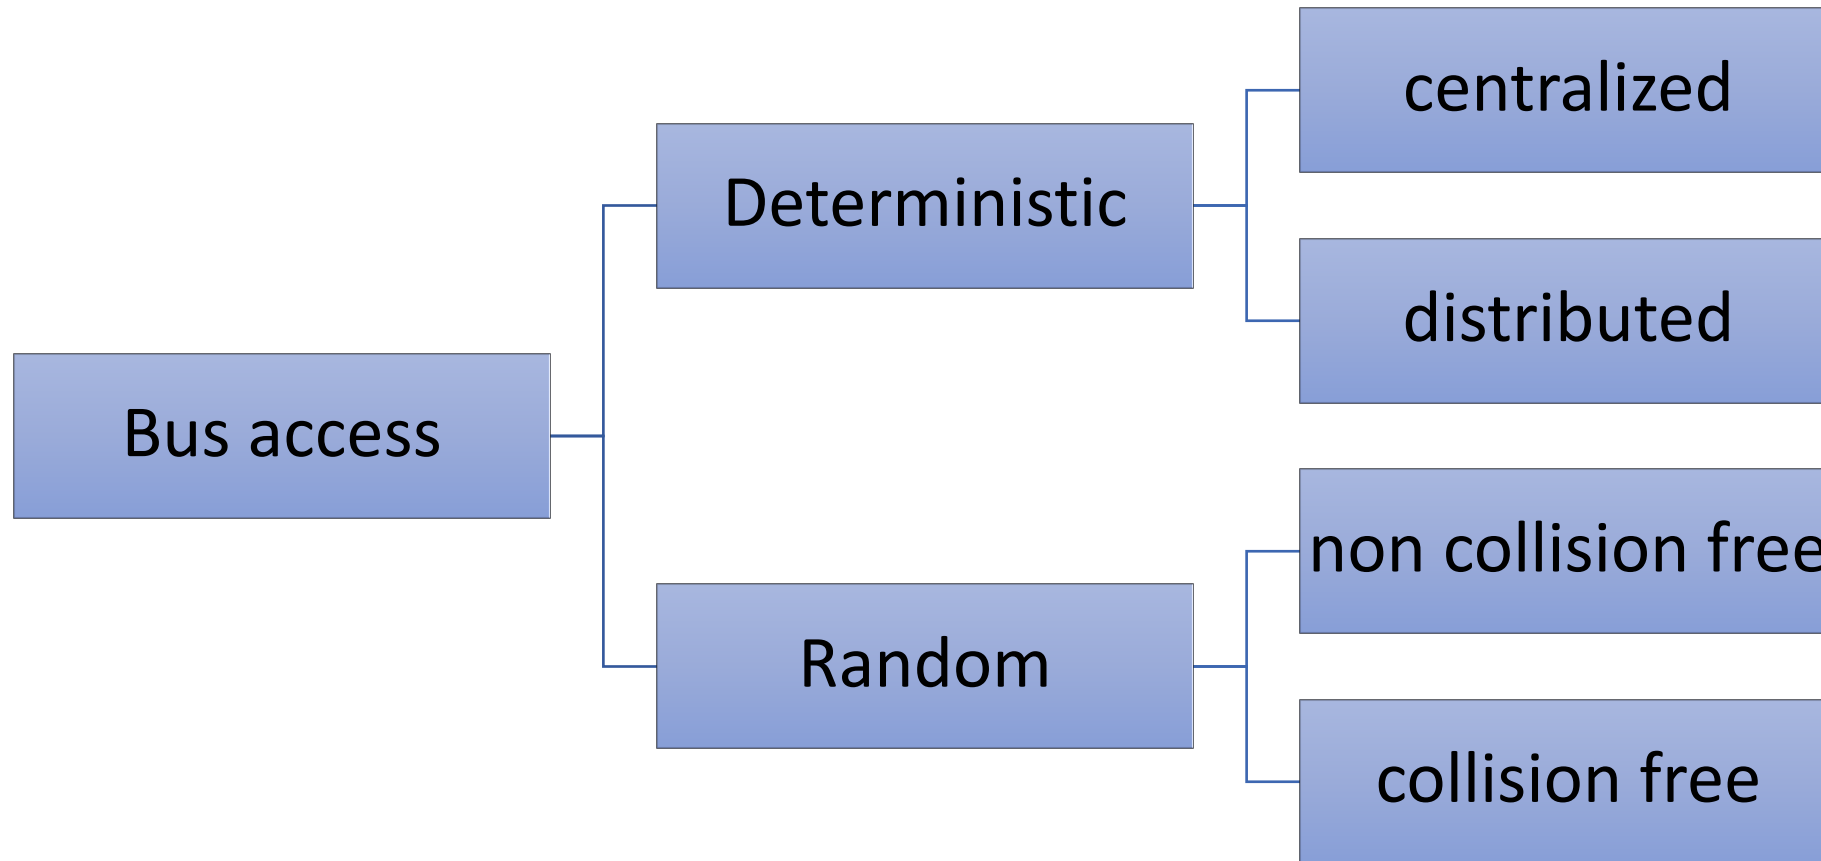 Bus access
Deterministic
centralized
distributed
Random
non collision free
collision free